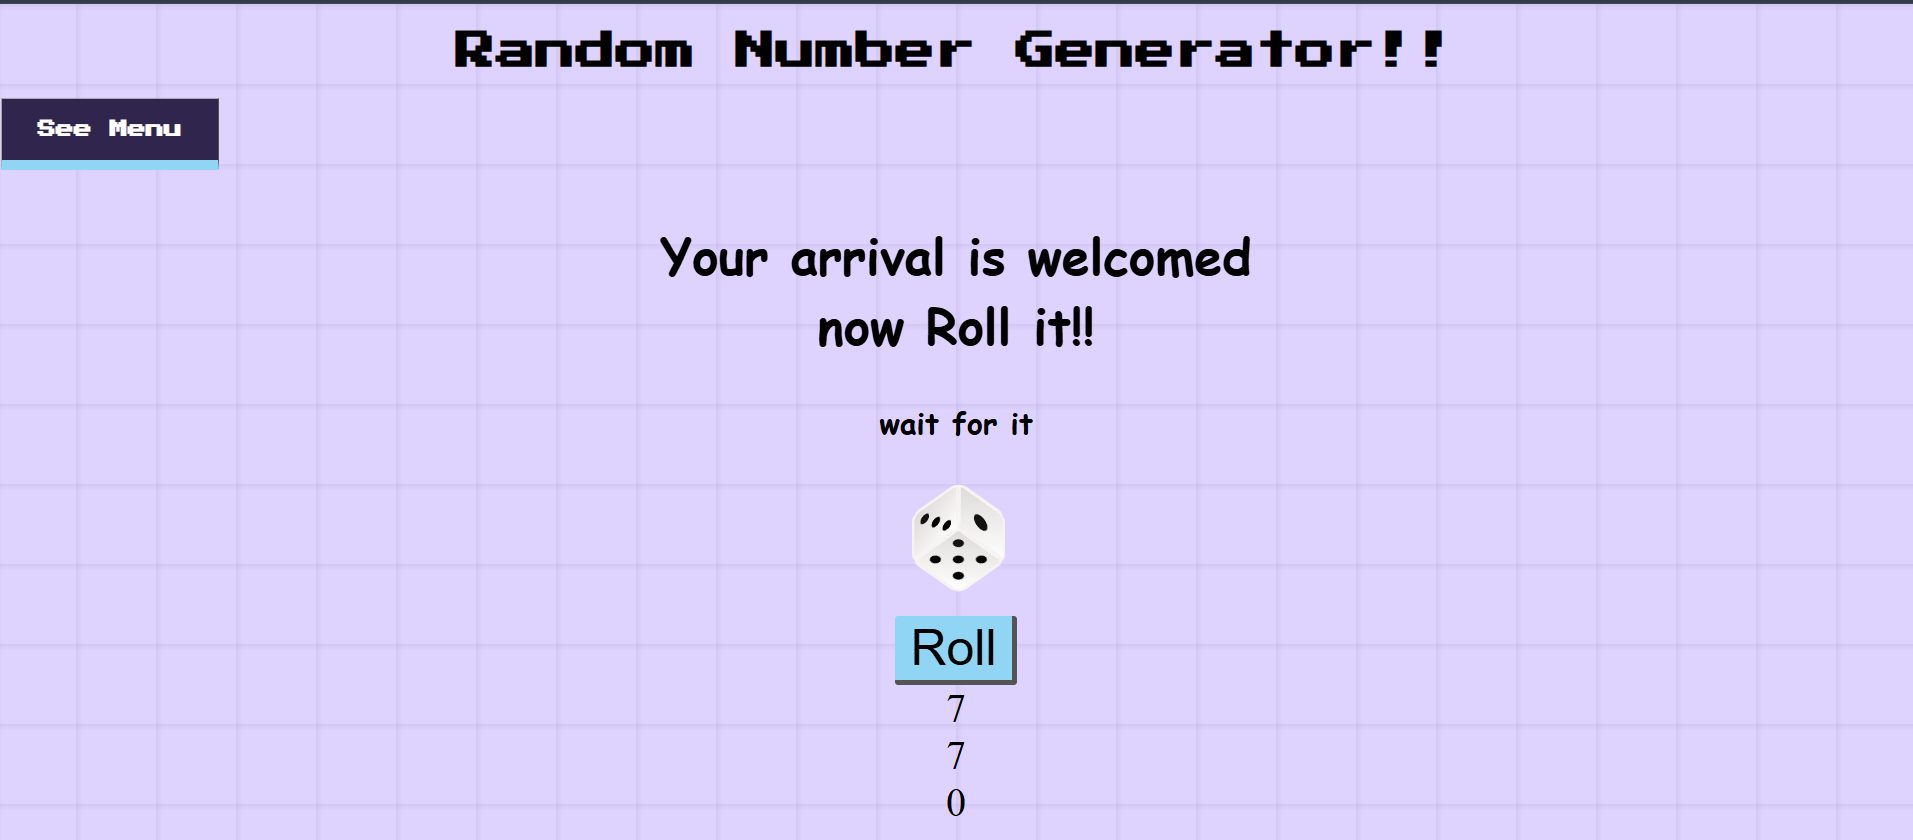 Random Number Generator!!
See Menu
Your arrival is welcomed
now Roll it!!
wait for it
Roll
7
7
0